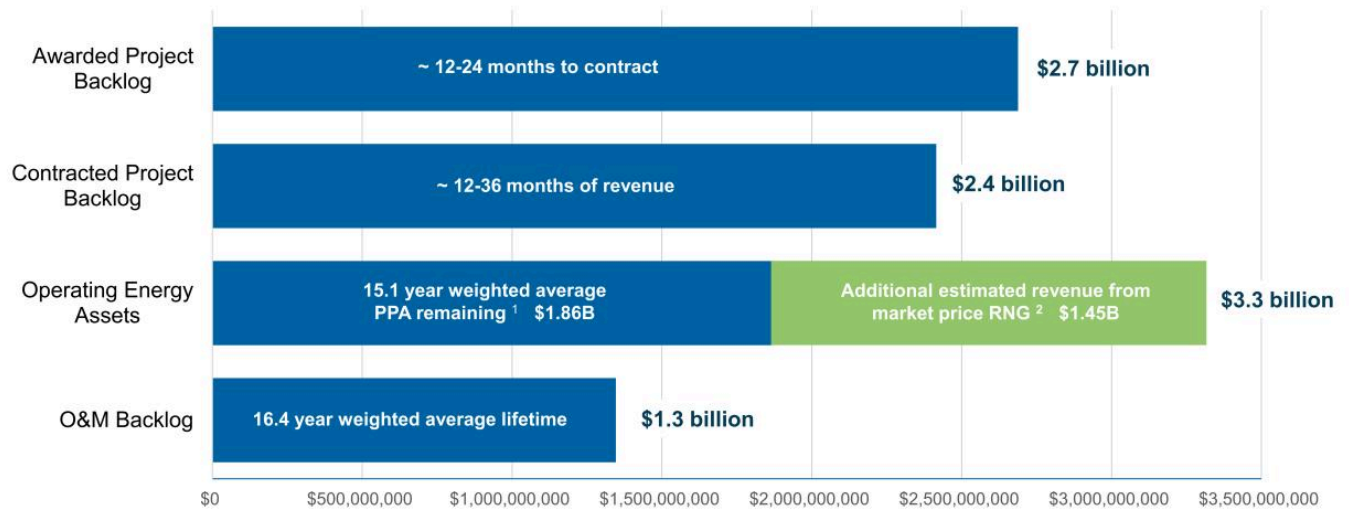 Awarded Project
Backlog
~ 12-24 months to contract
$2.7 billion
Contracted Project
Backlog
~ 12-36 months of revenue
$2.4 billion
Operating Energy
Assets
15.1 year weighted average
PPA remaining ¹ $1.86B
Additional estimated revenue from
market price RNG ² $1.45B
$3.3 billion
O&M Backlog
16.4 year weighted average lifetime
$1.3 billion
$0 $500,000,000 $1,000,000,000 $1,500,000,000 $2,000,000,000 $2,500,000,000 $3,000,000,000 $3,500,000,000